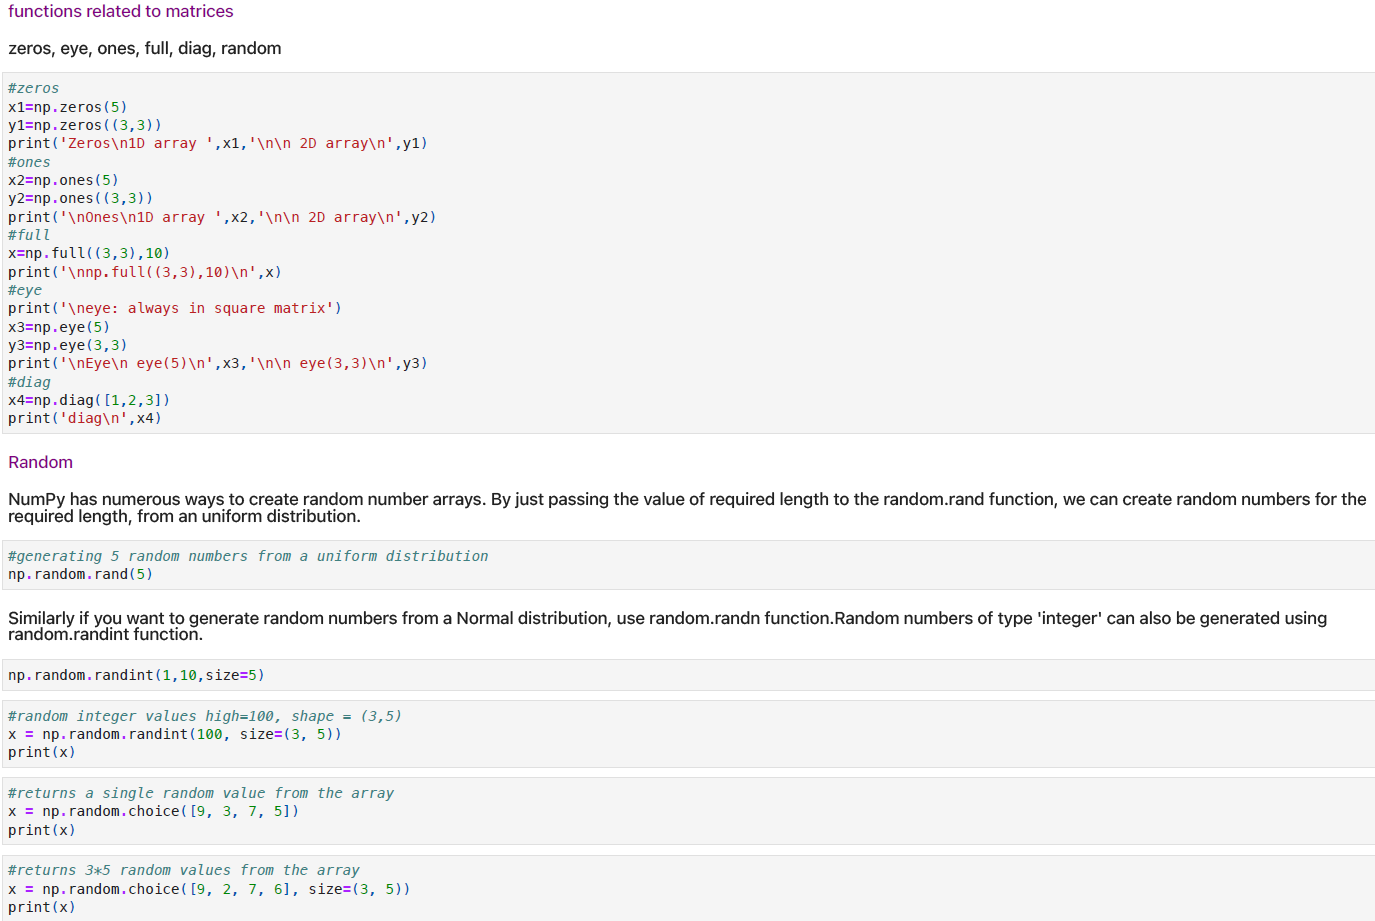 functions related to matrices
zeros, eye, ones, full, diag, random
#zeros
x1=np.zeros(5)
y1=np.zeros((3,3))
print('Zeros\n1D array ',x1,'\n\n 2D array\n',y1)
#ones
x2=np.ones(5)
y2=np.ones((3,3))
print('\nOnes\n1D array ',x2,'\n\n 2D array\n',y2)
#full
x=np.full((3,3),10)
print('\nnp.full((3,3),10)\n',x)
#eye
print('\neye: always in square matrix')
x3=np.eye(5)
y3=np.eye(3,3)
print('\nEye\n eye(5)\n',x3,'\n\n eye(3,3)\n',y3)
#diag
x4=np.diag([1,2,3])
print('diag\n',x4)
Random
NumPy has numerous ways to create random number arrays. By just passing the value of required length to the random.rand function, we can create random numbers for the
required length, from an uniform distribution.
#generating 5 random numbers from a uniform distribution
np.random.rand(5)
Similarly if you want to generate random numbers from a Normal distribution, use random.randn function.Random numbers of type 'integer' can also be generated using
random.randint function.
np.random.randint(1,10,size=5)
#random integer values high=100, shape = (3,5)
x = np.random.randint(100, size=(3, 5))
print(x)
#returns a single random value from the array
x = np.random.choice([9, 3, 7, 5])
print(x)
#returns 3*5 random values from the array
x = np.random.choice([9, 2, 7, 6], size=(3, 5))
print(x)